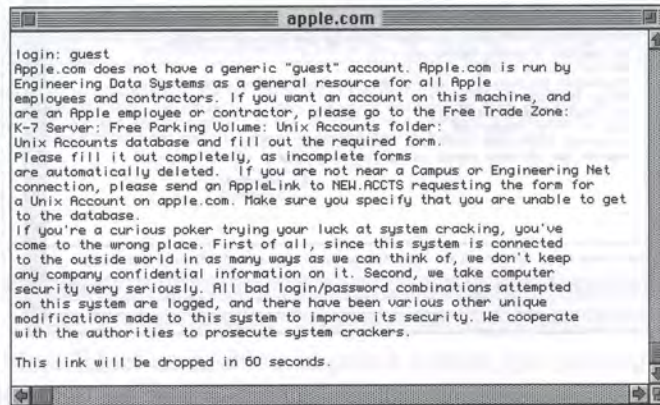 apple.com
login: guest
Apple.com does not have a generic "guest" account. Apple.com is run by
Engineering Data Systems as a general resource for all Apple
employees and contractors. If you want an account on this machine, and
are an Apple employee or contractor, please go to the Free Trade Zone:
K-7 Server: Free Parking Volume: Unix Accounts folder:
Unix Accounts database and fill out the required form.
Please fill it out completely, as incomplete forms
are automatically deleted.  If you are not near a Campus or Engineering Net
connection, please send an AppleLink to NEW.ACCTS requesting the form for
a Unix Account on apple.com. Make sure you specify that you are unable to get
to the database.
If you're a curious poker trying your luck at system cracking, you've
come to the wrong place. First of all, since this system is connected
to the outside world in as many ways as we can think of, we don't keep
any company confidential information on it. Second, we take computer
security very seriously. All bad login/password combinations attempted
on this system are logged, and there have been various other unique
modifications made to this system to improve its security. We cooperate
with the authorities to prosecute system crackers.
This link will be dropped in 60 seconds.